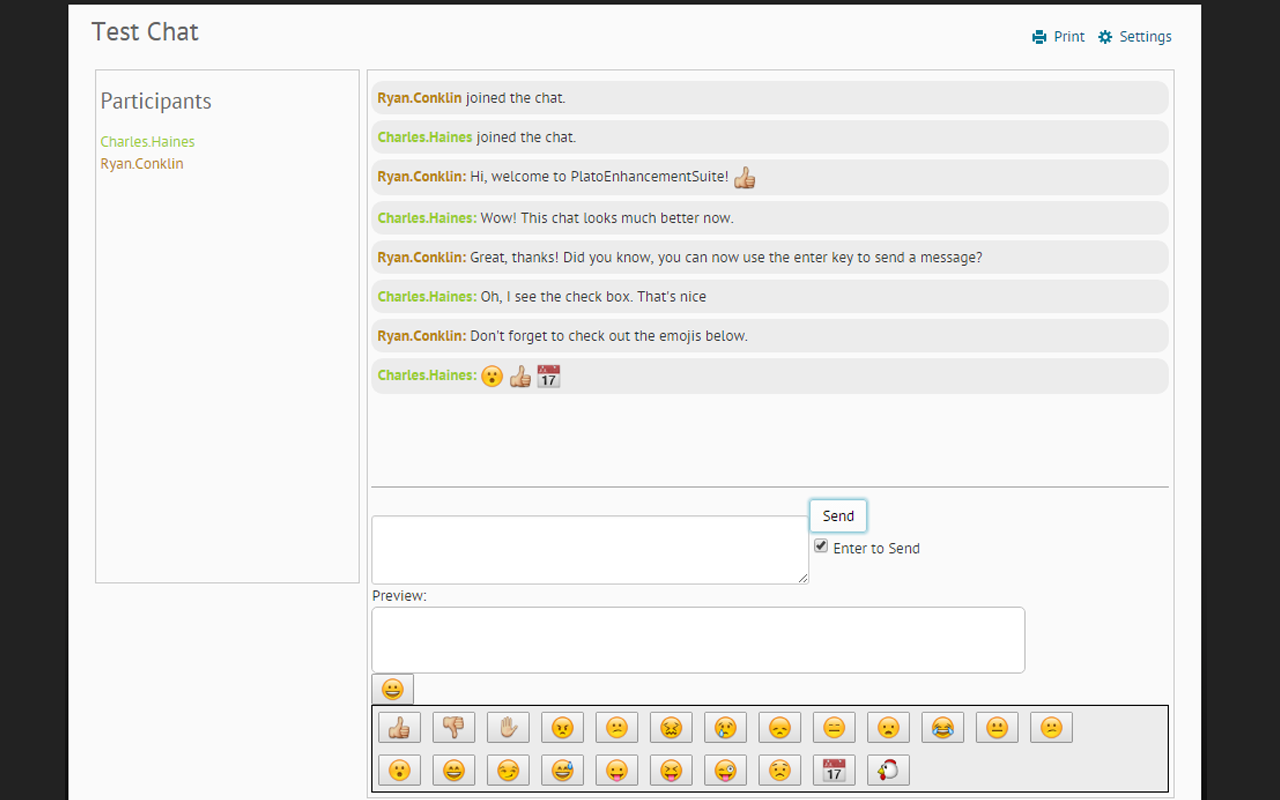 Test Chat
Print Settings
Participants
Charles.Haines
Ryan.Conklin
Ryan.Conklin joined the chat.
Charles.Haines joined the chat.
Ryan.Conklin: Hi, welcome to PlatoEnhancementSuite! 👍
Charles.Haines: Wow! This chat looks much better now.
Ryan.Conklin: Great, thanks! Did you know, you can now use the enter key to send a message?
Charles.Haines: Oh, I see the check box. That's nice
Ryan.Conklin: Don't forget to check out the emojis below.
Charles.Haines: 😮 👍 📅
Send
Enter to Send
Preview: